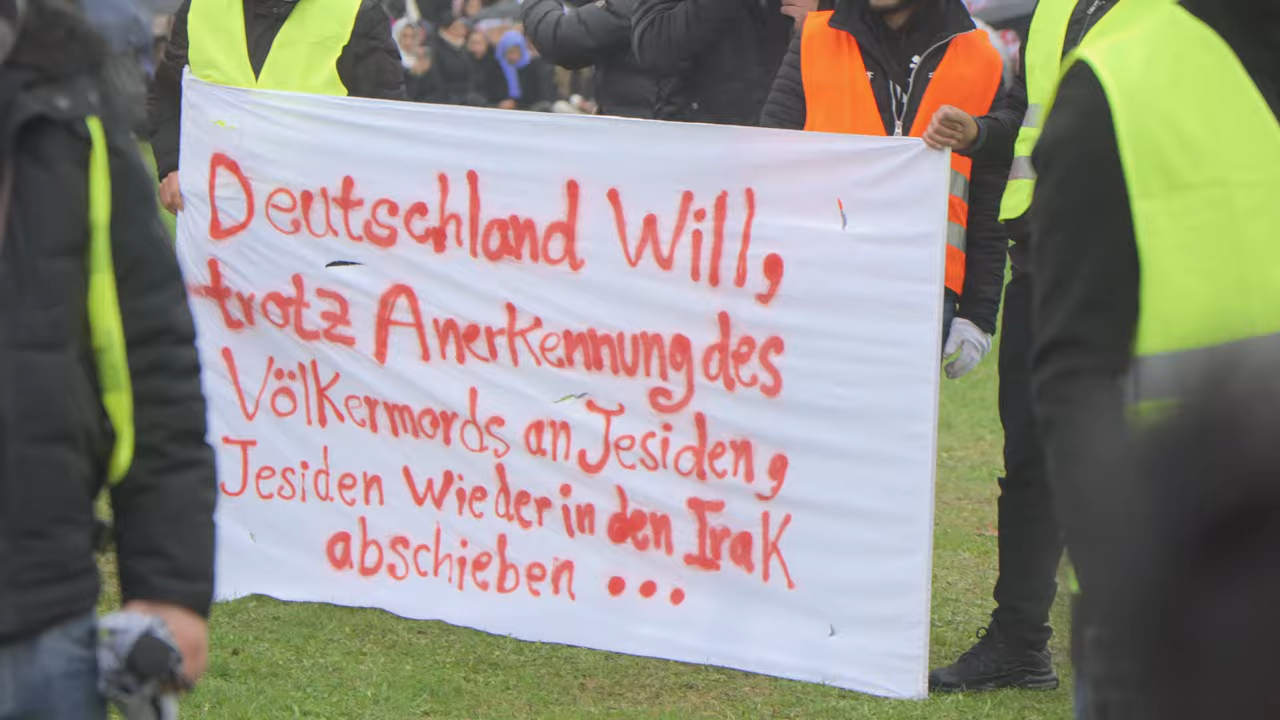 Deutschland Will,
trotz Anerkennung des
Völkermords an Jesiden,
Jesiden Wieder in den Irak
abschieben ...